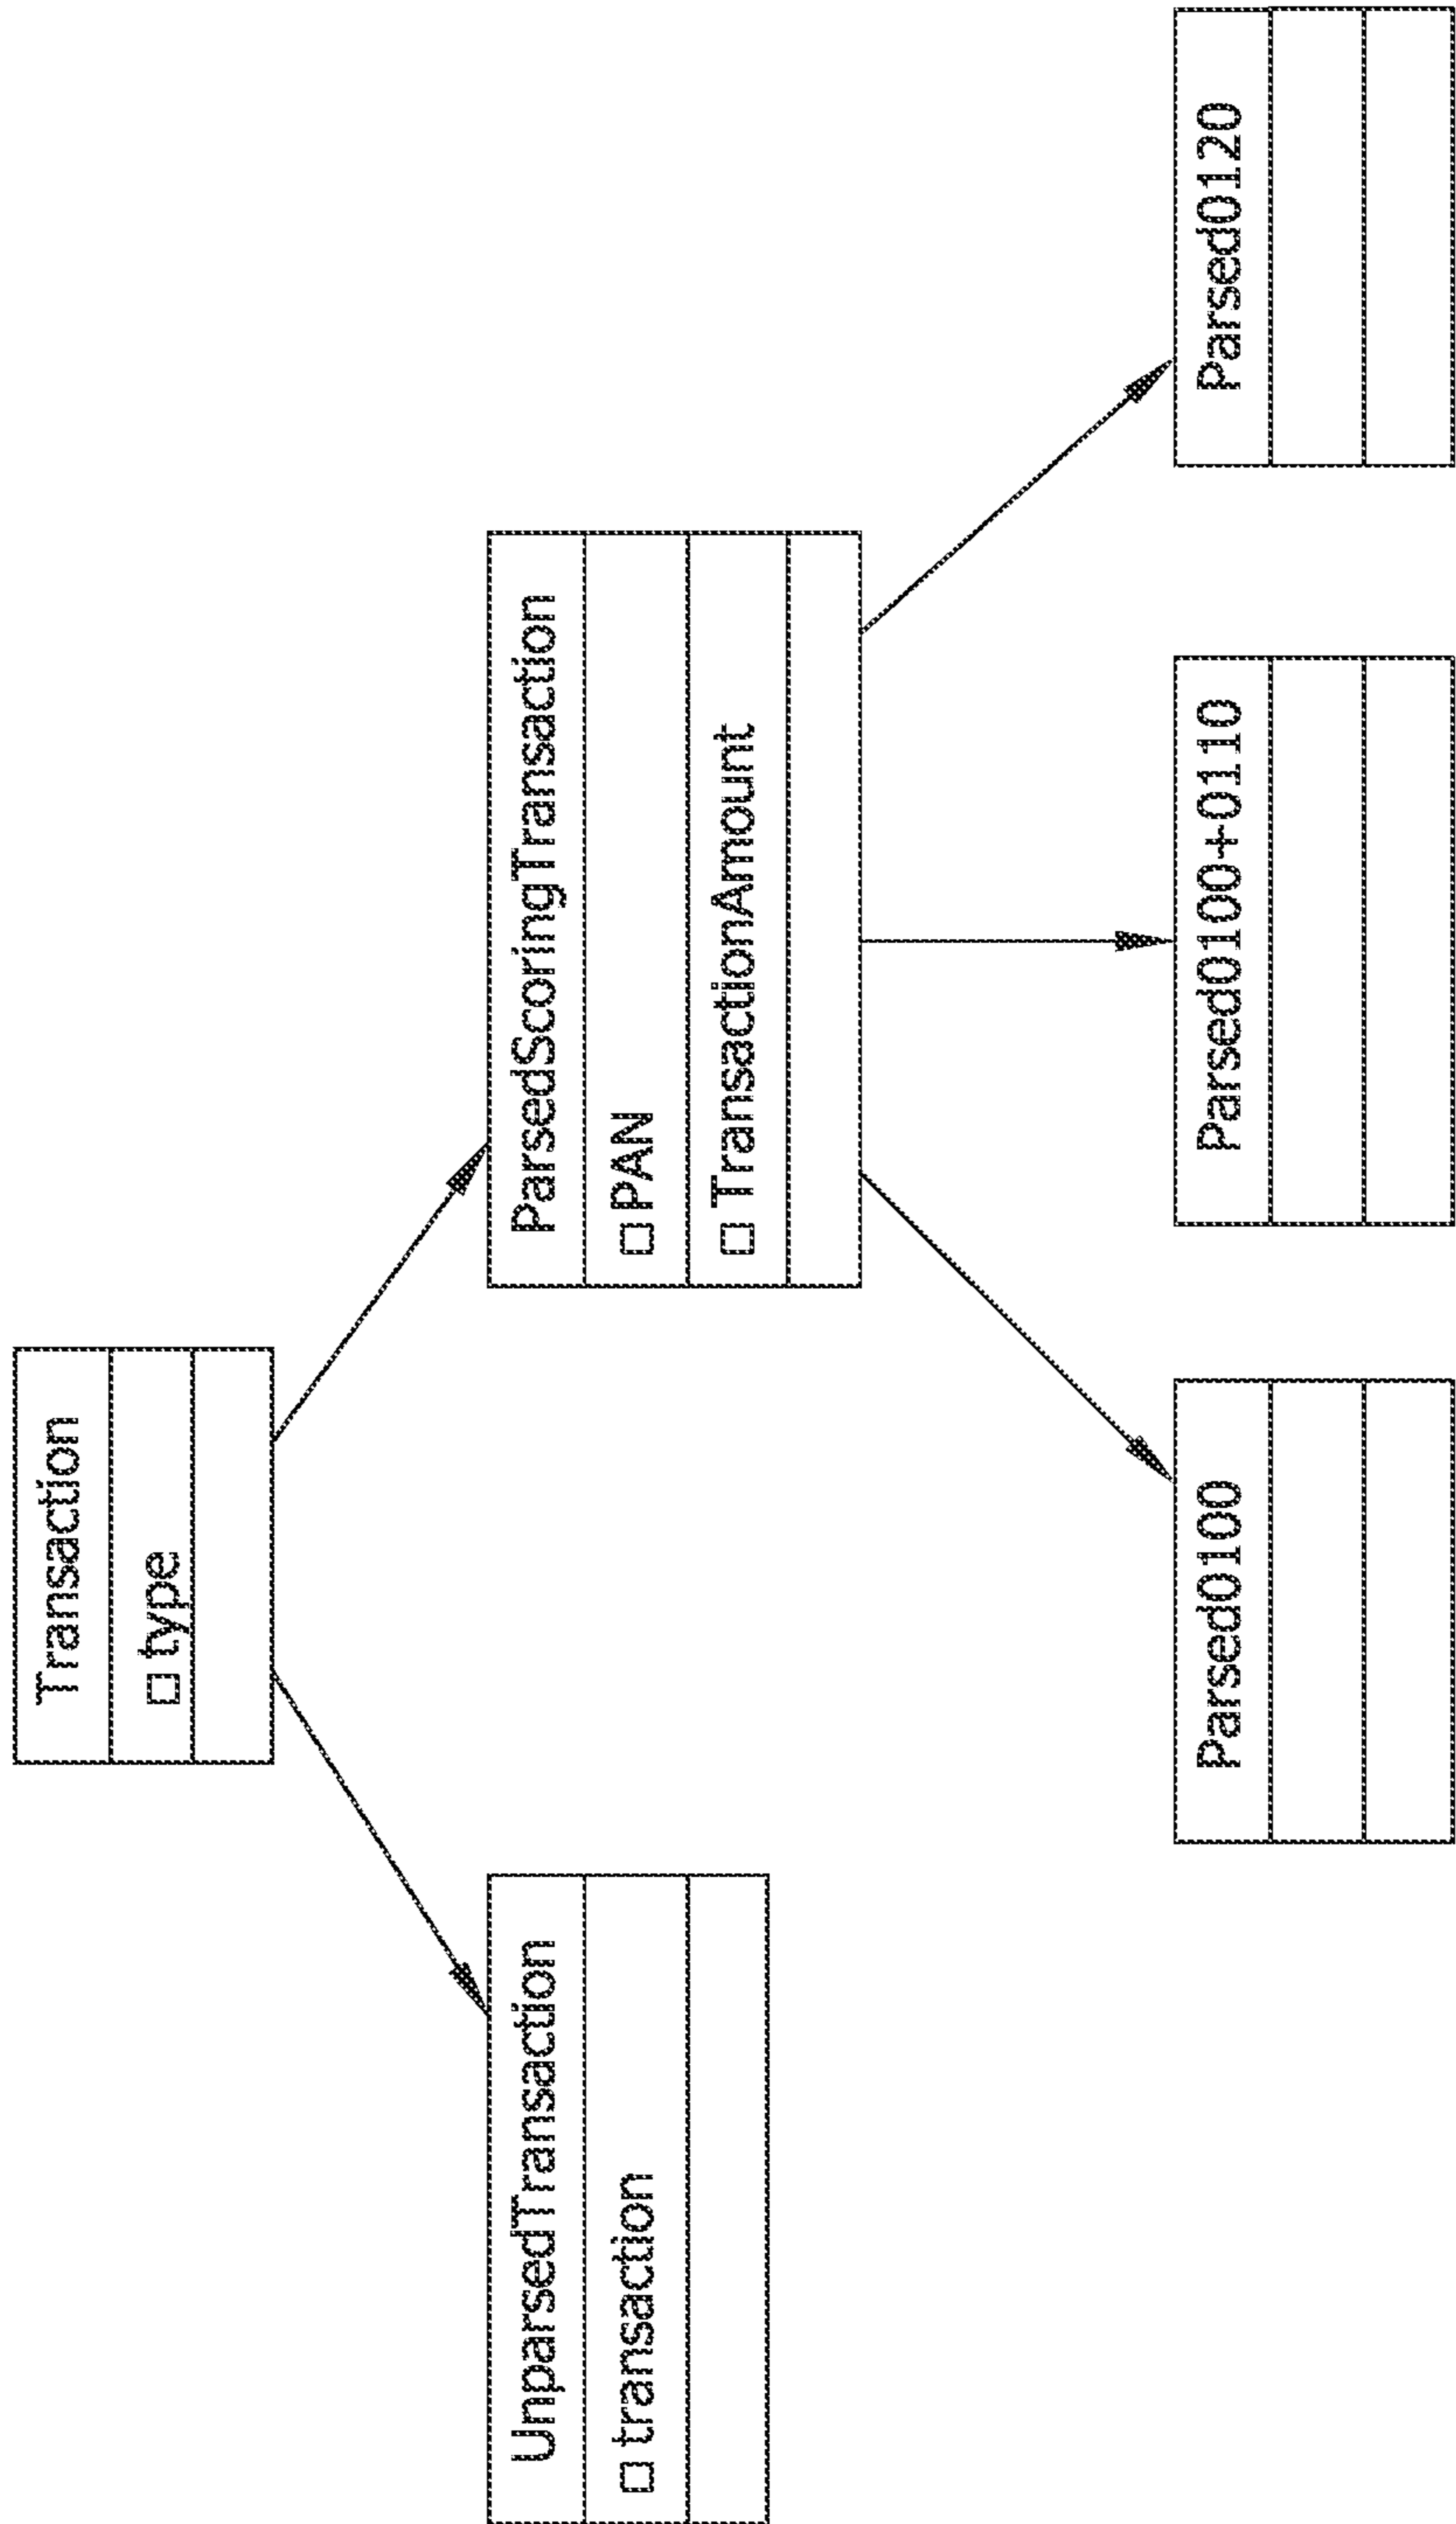 Transaction
type
UnparsedTransaction
transaction
ParsedScoringTransaction
PAN
TransactionAmount
Parsed0100
Parsed0100+0110
Parsed0120